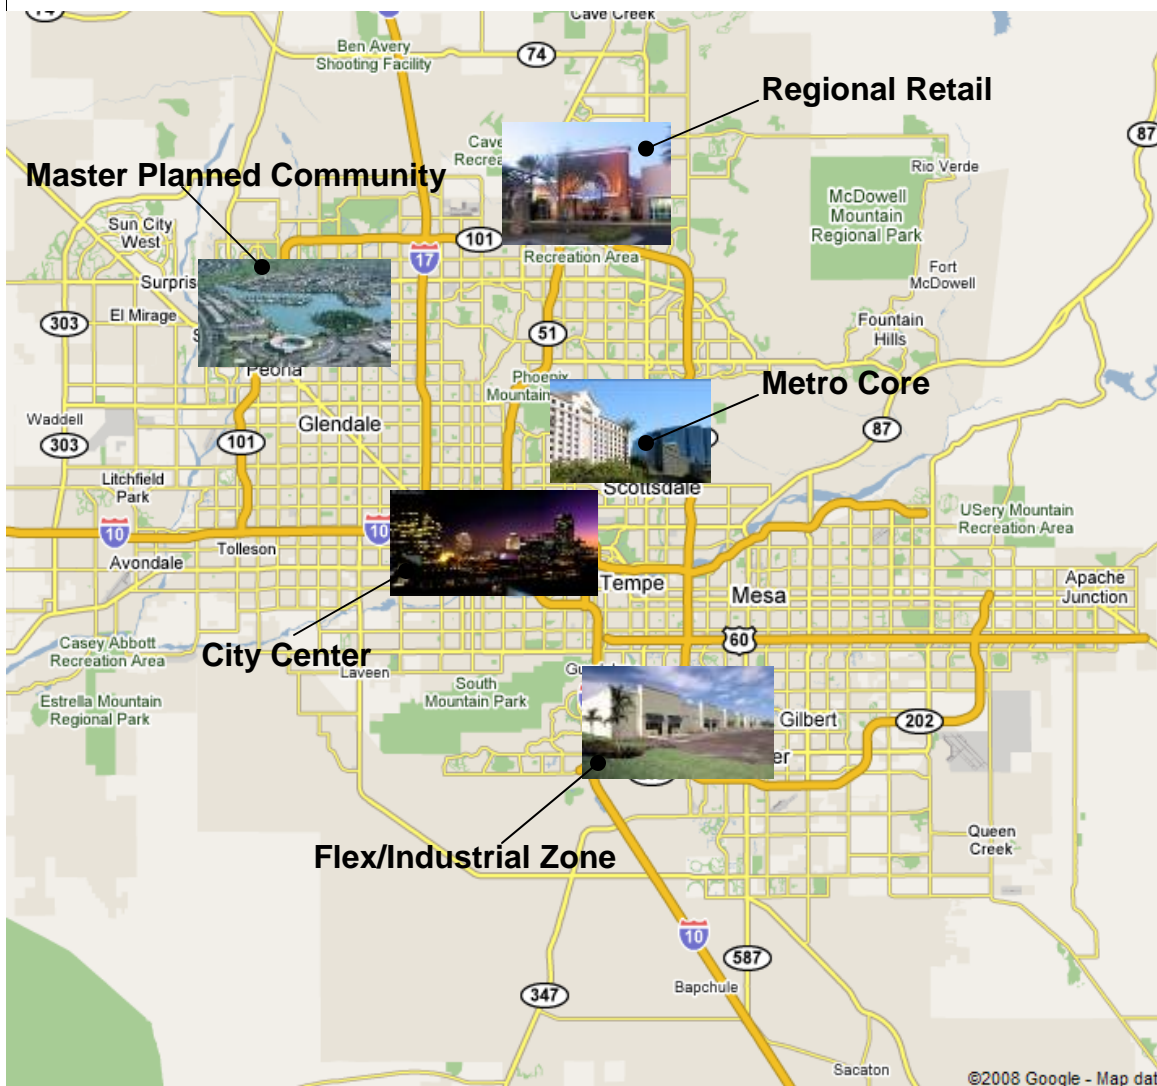 74
74
Cave Creek
Ben Avery
Shooting Facility
74
Regional Retail
87
Cave
Recrea
Rio Verde
Master Planned Community
McDowell
Mountain
Regional Park
Sun City
West
101
17
Recreation Area
Surpris
Fort
McDowell
El Mirage
303
51
Fountain
Hills
Peoria
Phoenix
Mountain
Metro Core
Waddell
Glendale
87
303
101
Litchfield
Park
Scottsdale
10
10
USery Mountain
Recreation Area
Tolleson
Avondale
Tempe
Mesa
Apache
Junction
60
Casey Abbott
Recreation Area
City Center
Laveen
South
Mountain Park
Estrella Mountain
Regional Park
Gilbert
202
er
Queen
Creek
Flex/Industrial Zone
10
587
347
Bapchule
Sacaton
©2008 Google - Map dat